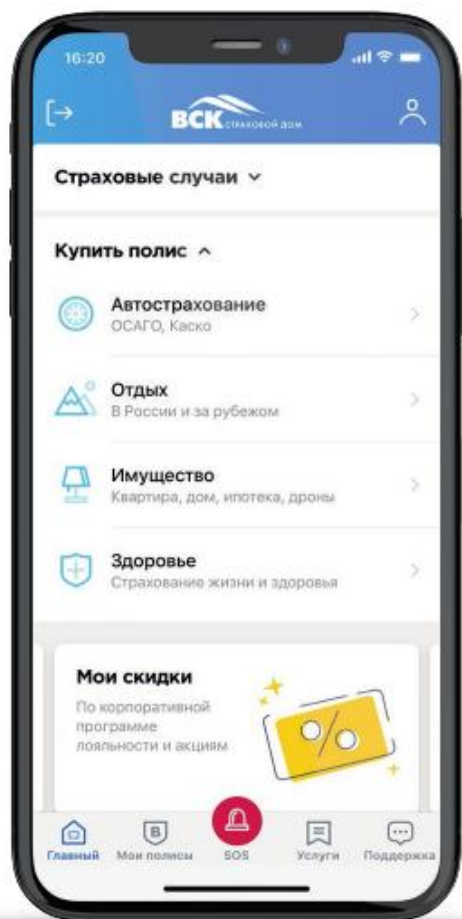 16:20
ВСК СТРАХОВОЙ ДОМ
Страховые случаи
Купить полис
Автострахование
ОСАГО, Каско
Отдых
В России и за рубежом
Имущество
Квартира, дом, ипотека, дроны
Здоровье
Страхование жизни и здоровья
Мои скидки
По корпоративной
программе
лояльности и акциям
%
В
Главный Мои полисы SOS Услуги Поддержка